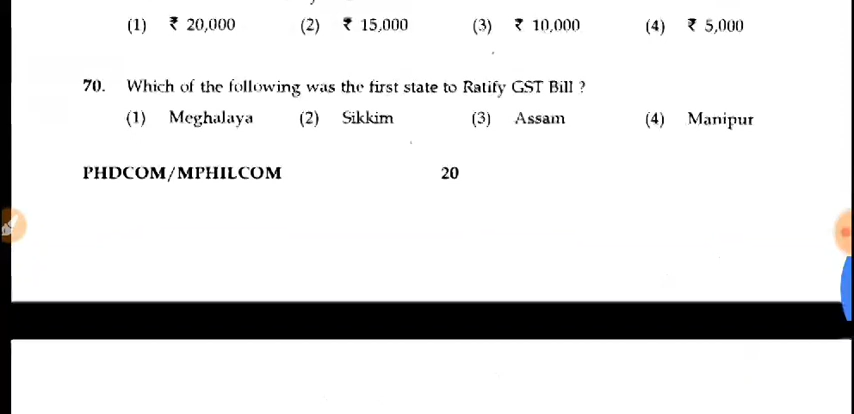 (1) ₹ 20,000 (2) ₹ 15,000 (3) ₹ 10,000 (4) ₹ 5,000
70. Which of the following was the first state to Ratify GST Bill ?
(1) Meghalaya (2) Sikkim (3) Assam (4) Manipur
PHDCOM/MPHILCOM 20